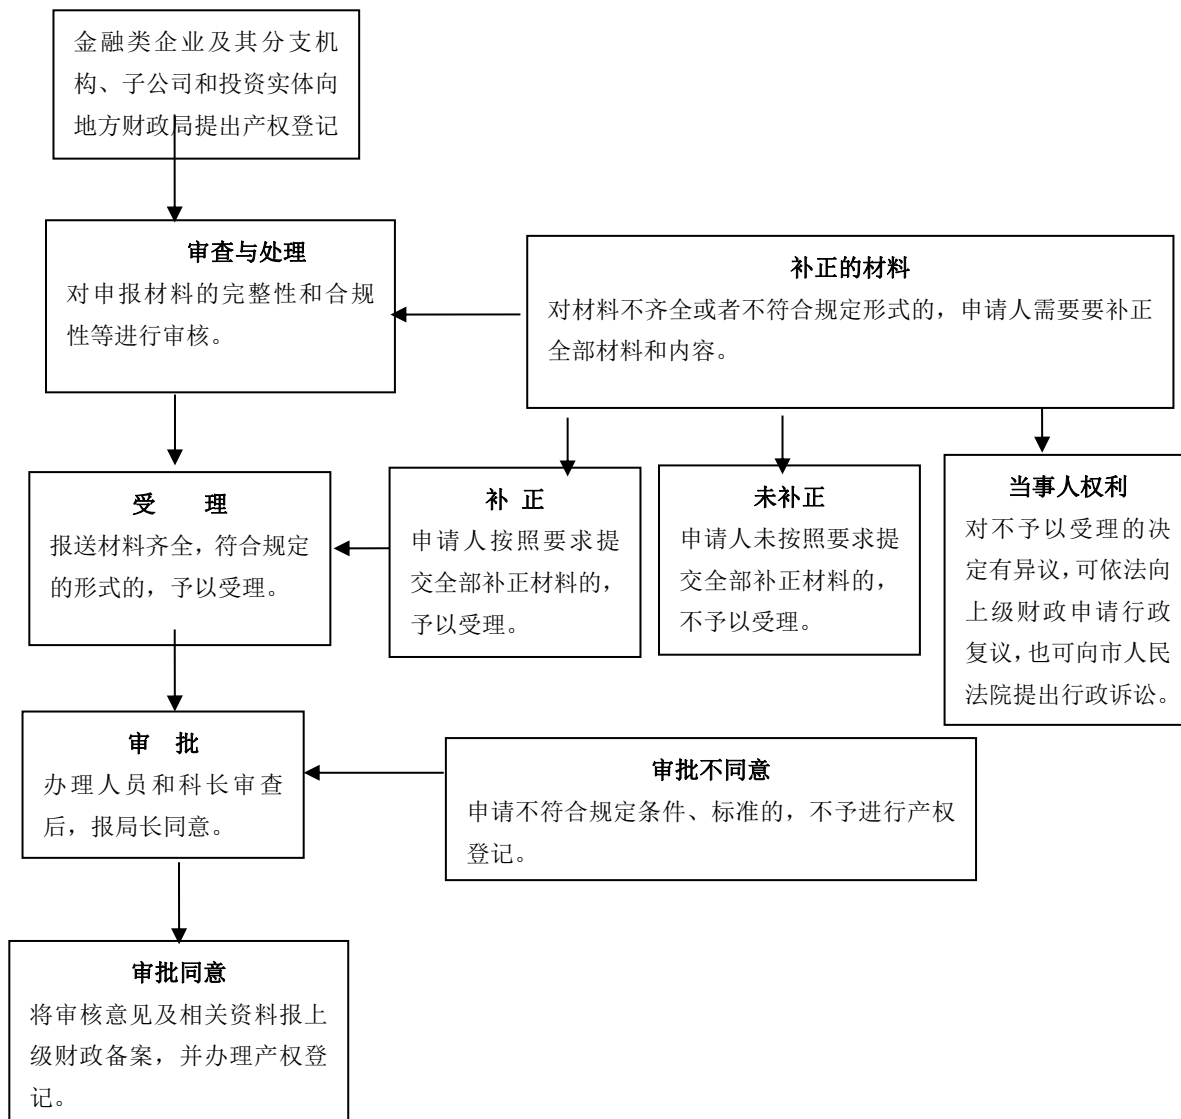 金融类企业及其分支机
构、子公司和投资实体向
地方财政局提出产权登记
审查与处理
对申报材料的完整性和合规
性等进行审核。
补正的材料
对材料不齐全或者不符合规定形式的，申请人需要要补正
全部材料和内容。
受 理
报送材料齐全，符合规定
的形式的，予以受理。
补 正
申请人按照要求提
交全部补正材料的，
予以受理。
未补正
申请人未按照要求提
交全部补正材料的，
不予以受理。
当事人权利
对不予以受理的决
定有异议，可依法向
上级财政申请行政
复议，也可向市人民
法院提出行政诉讼。
审 批
办理人员和科长审查
后，报局长同意。
审批不同意
申请不符合规定条件、标准的，不予进行产权
登记。
审批同意
将审核意见及相关资料报上
级财政备案，并办理产权登
记。